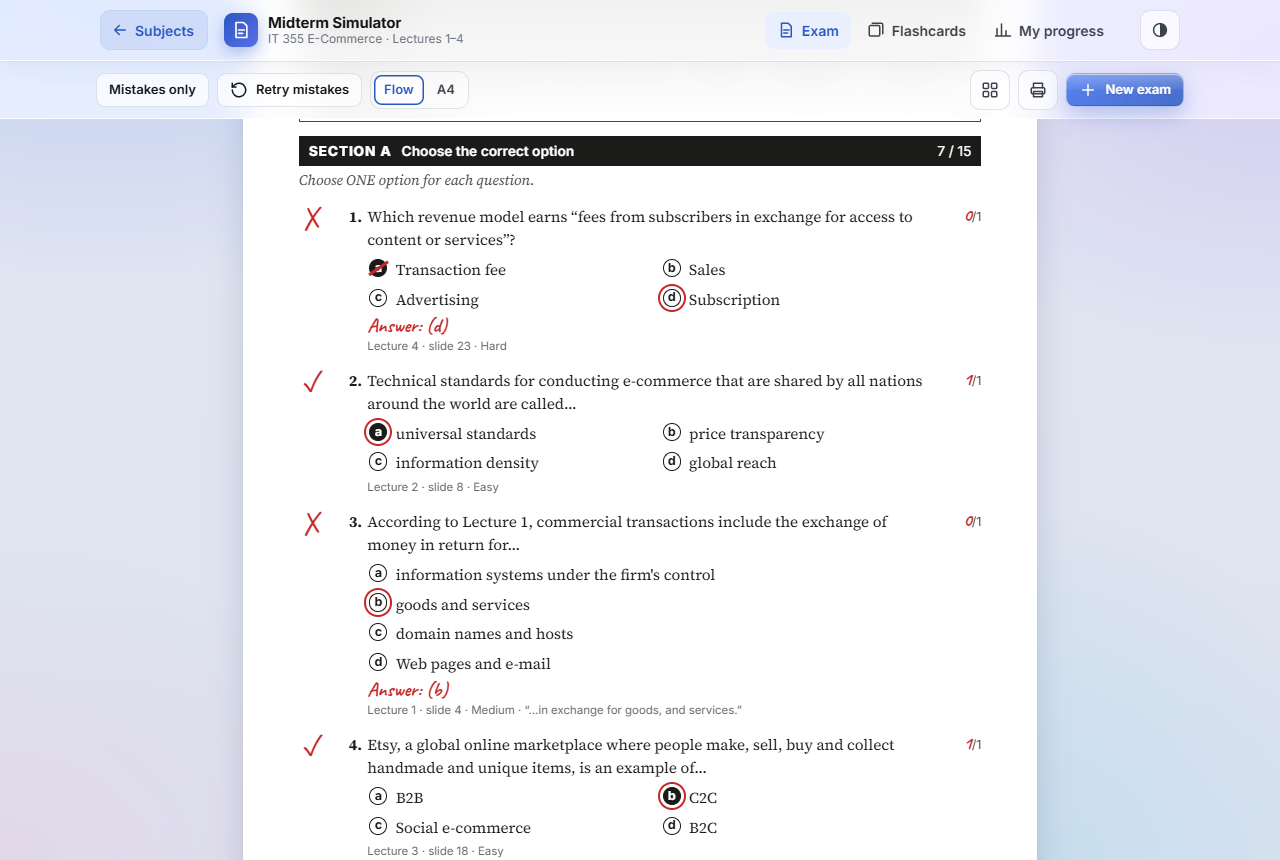 Subjects
Midterm Simulator
IT 355 E-Commerce · Lectures 1–4
Exam
Flashcards
My progress
Mistakes only
Retry mistakes
Flow
A4
New exam
SECTION A Choose the correct option 7 / 15
Choose ONE option for each question.
1. Which revenue model earns “fees from subscribers in exchange for access to 0/1
content or services”?
a Transaction fee b Sales
c Advertising d Subscription
Answer: (d)
Lecture 4 · slide 23 · Hard
2. Technical standards for conducting e-commerce that are shared by all nations 1/1
around the world are called...
a universal standards b price transparency
c information density d global reach
Lecture 2 · slide 8 · Easy
3. According to Lecture 1, commercial transactions include the exchange of 0/1
money in return for...
a information systems under the firm's control
b goods and services
c domain names and hosts
d Web pages and e-mail
Answer: (b)
Lecture 1 · slide 4 · Medium · “...in exchange for goods, and services.”
4. Etsy, a global online marketplace where people make, sell, buy and collect 1/1
handmade and unique items, is an example of...
a B2B b C2C
c Social e-commerce d B2C
Lecture 3 · slide 18 · Easy